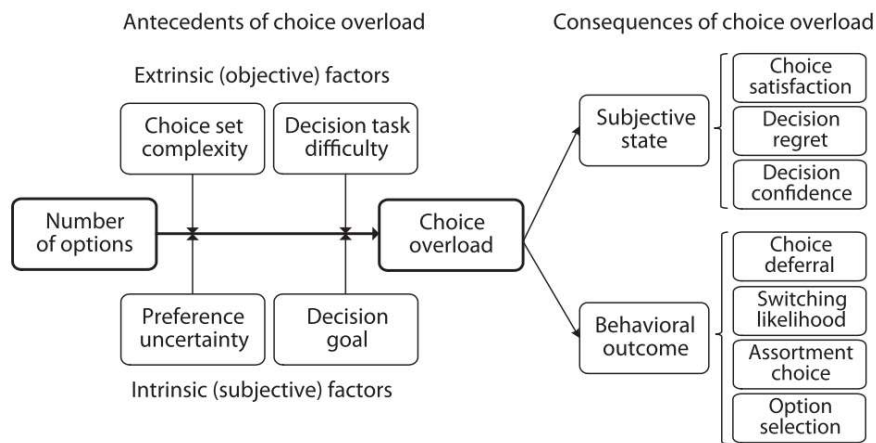 Antecedents of choice overload
Consequences of choice overload
Extrinsic (objective) factors
Choice set
complexity
Decision task
difficulty
Number
of options
Choice
overload
Preference
uncertainty
Decision
goal
Intrinsic (subjective) factors
Subjective
state
Choice
satisfaction
Decision
regret
Decision
confidence
Behavioral
outcome
Choice
deferral
Switching
likelihood
Assortment
choice
Option
selection